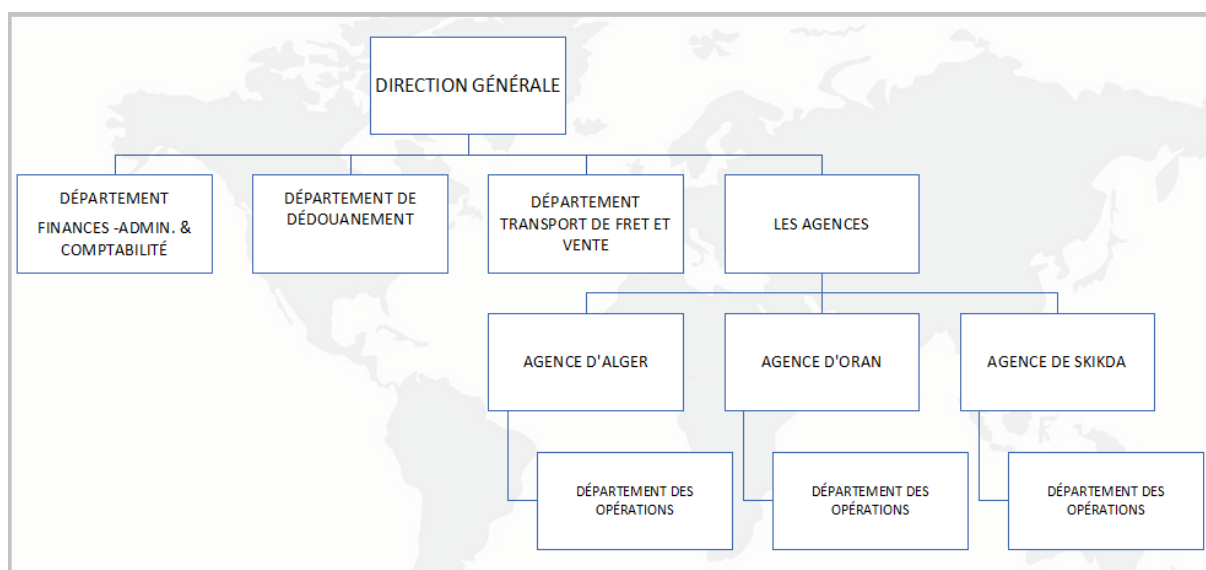 DIRECTION GÉNÉRALE
DÉPARTEMENT
FINANCES -ADMIN. &
COMPTABILITÉ
DÉPARTEMENT DE
DÉDOUANEMENT
DÉPARTEMENT
TRANSPORT DE FRET ET
VENTE
LES AGENCES
AGENCE D'ALGER
AGENCE D'ORAN
AGENCE DE SKIKDA
DÉPARTEMENT DES
OPÉRATIONS
DÉPARTEMENT DES
OPÉRATIONS
DÉPARTEMENT DES
OPÉRATIONS